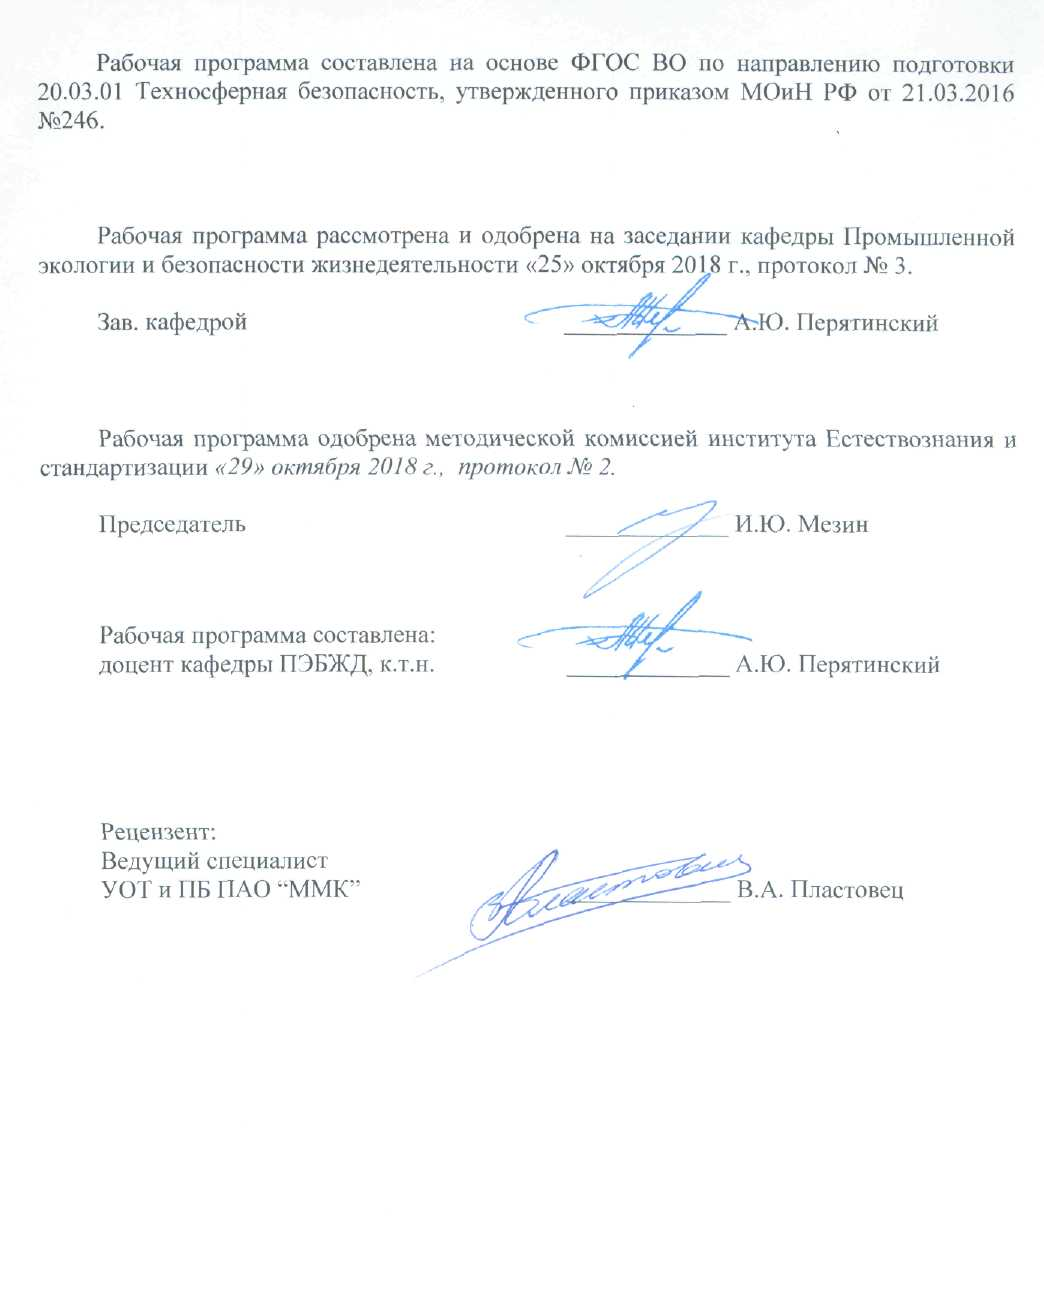 Рабочая программа составлена на основе ФГОС ВО по направлению подготовки
20.03.01 Техносферная безопасность, утвержденного приказом МОиН РФ от 21.03.2016
№246.
Рабочая программа рассмотрена и одобрена на заседании кафедры Промышленной
экологии и безопасности жизнедеятельности «25» октября 2018 г., протокол № 3.
Зав. кафедрой А.Ю. Перятинский
Рабочая программа одобрена методической комиссией института Естествознания и
стандартизации «29» октября 2018 г., протокол № 2.
Председатель И.Ю. Мезин
Рабочая программа составлена:
доцент кафедры ПЭБЖД, к.т.н. А.Ю. Перятинский
Рецензент:
Ведущий специалист
УОТ и ПБ ПАО “ММК” В.А. Пластовец